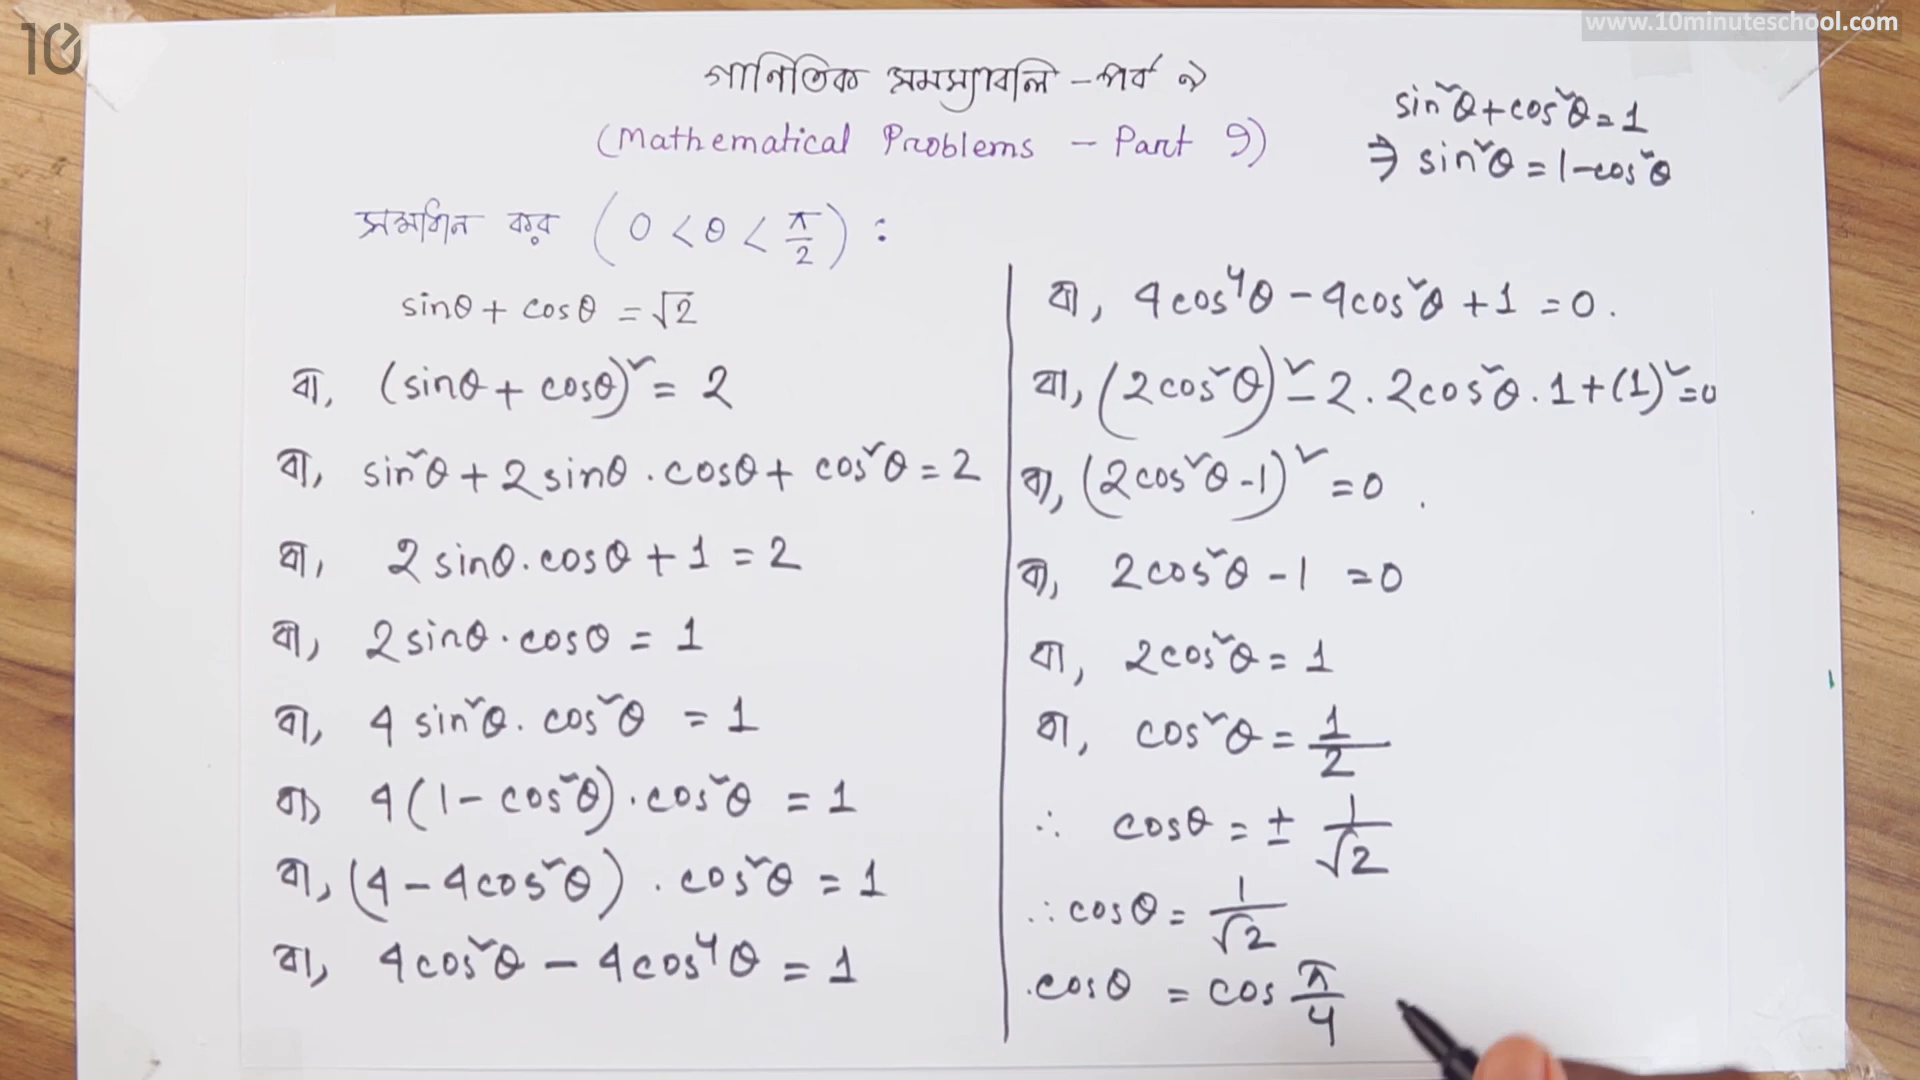 10
www.10minuteschool.com
গাণিতিক সমস্যাবলি - পর্ব ৯
(Mathematical Problems - Part 9)
sin²θ + cos²θ = 1
⇒ sin²θ = 1 - cos²θ
সমাধান কর (0 < θ < π/2) :
sinθ + cosθ = √2
বা, (sinθ + cosθ)² = 2
বা, sin²θ + 2 sinθ . cosθ + cos²θ = 2
বা, 2 sinθ . cosθ + 1 = 2
বা, 2 sinθ . cosθ = 1
বা, 4 sin²θ . cos²θ = 1
বা, 4(1 - cos²θ) . cos²θ = 1
বা, (4 - 4cos²θ) . cos²θ = 1
বা, 4cos²θ - 4cos⁴θ = 1
বা, 4cos⁴θ - 4cos²θ + 1 = 0.
বা, (2cos²θ)² - 2 . 2cos²θ . 1 + (1)² = 0
বা, (2cos²θ - 1)² = 0
বা, 2cos²θ - 1 = 0
বা, 2cos²θ = 1
বা, cos²θ = 1/2
∴ cosθ = ± 1/√2
∴ cosθ = 1/√2
. cosθ = cos π/4